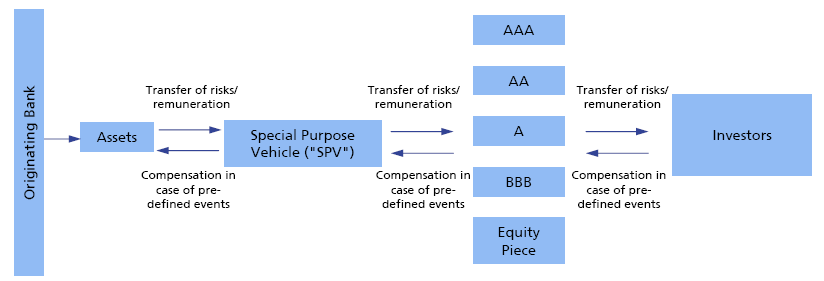 Originating Bank
Assets
Transfer of risks/
remuneration
Compensation in
case of pre-
defined events
Special Purpose
Vehicle ("SPV")
Transfer of risks/
remuneration
Compensation in
case of pre-
defined events
AAA
AA
A
BBB
Equity
Piece
Transfer of risks/
remuneration
Compensation in
case of pre-
defined events
Investors